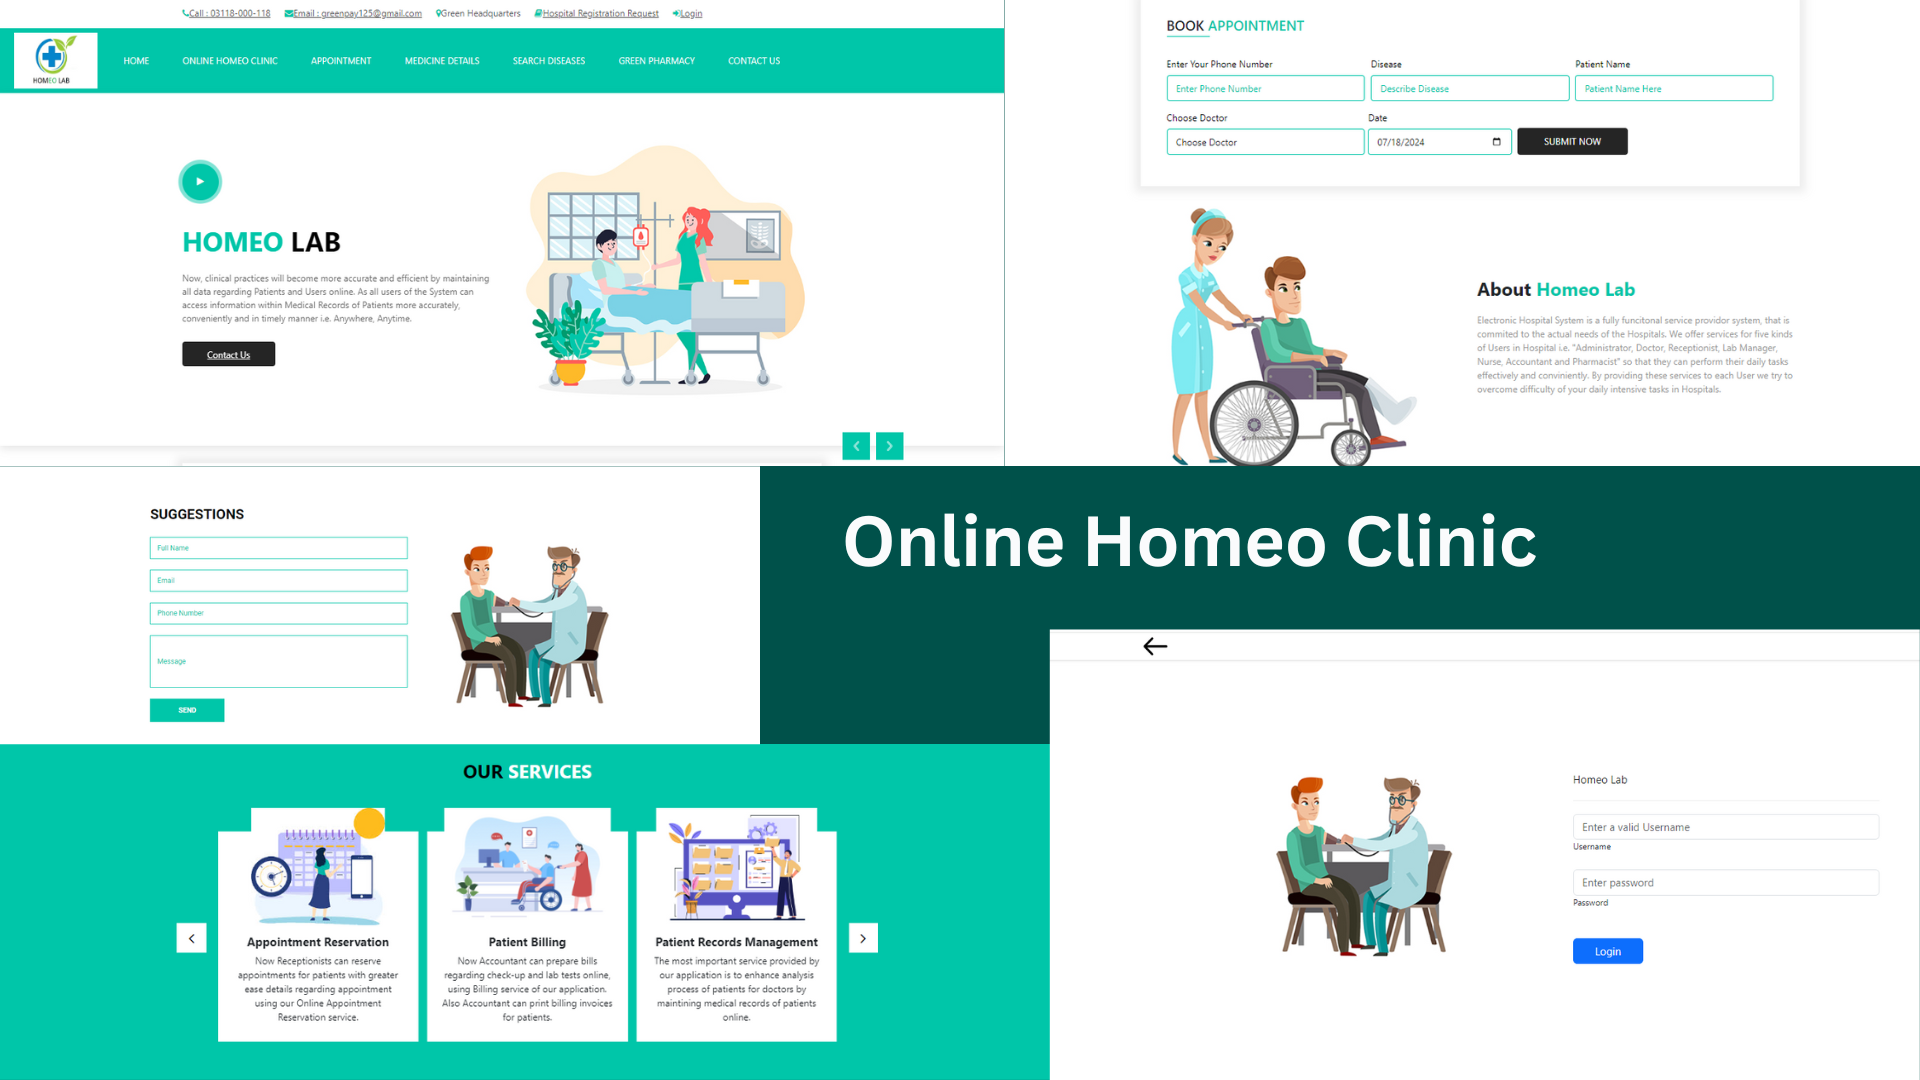 Call : 03118-000-118 Email : greenpay125@gmail.com Green Headquarters Hospital Registration Request Login
HOMEO LAB
HOME ONLINE HOMEO CLINIC APPOINTMENT MEDICINE DETAILS SEARCH DISEASES GREEN PHARMACY CONTACT US
HOMEO LAB
Now, clinical practices will become more accurate and efficient by maintaining
all data regarding Patients and Users online. As all users of the System can
access information within Medical Records of Patients more accurately,
conveniently and in timely manner i.e. Anywhere, Anytime.
Contact Us
BOOK APPOINTMENT
Enter Your Phone Number Disease Patient Name
Enter Phone Number Describe Disease Patient Name Here
Choose Doctor Date
Choose Doctor 07/18/2024 SUBMIT NOW
About Homeo Lab
Electronic Hospital System is a fully funcitonal service providor system, that is
commited to the actual needs of the Hospitals. We offer services for five kinds
of Users in Hospital i.e. "Administrator, Doctor, Receptionist, Lab Manager,
Nurse, Accountant and Pharmacist" so that they can perform their daily tasks
effectively and conviniently. By providing these services to each User we try to
overcome difficulty of your daily intensive tasks in Hospitals.
SUGGESTIONS
Full Name
Email
Phone Number
Message
SEND
Online Homeo Clinic
OUR SERVICES
Appointment Reservation
Now Receptionists can reserve
appointments for patients with greater
ease details regarding appointment
using our Online Appointment
Reservation service.
Patient Billing
Now Accountant can prepare bills
regarding check-up and lab tests online,
using Billing service of our application.
Also Accountant can print billing invoices
for patients.
Patient Records Management
The most important service provided by
our application is to enhance analysis
process of patients for doctors by
maintining medical records of patients
online.
Homeo Lab
Enter a valid Username
Username
Enter password
Password
Login